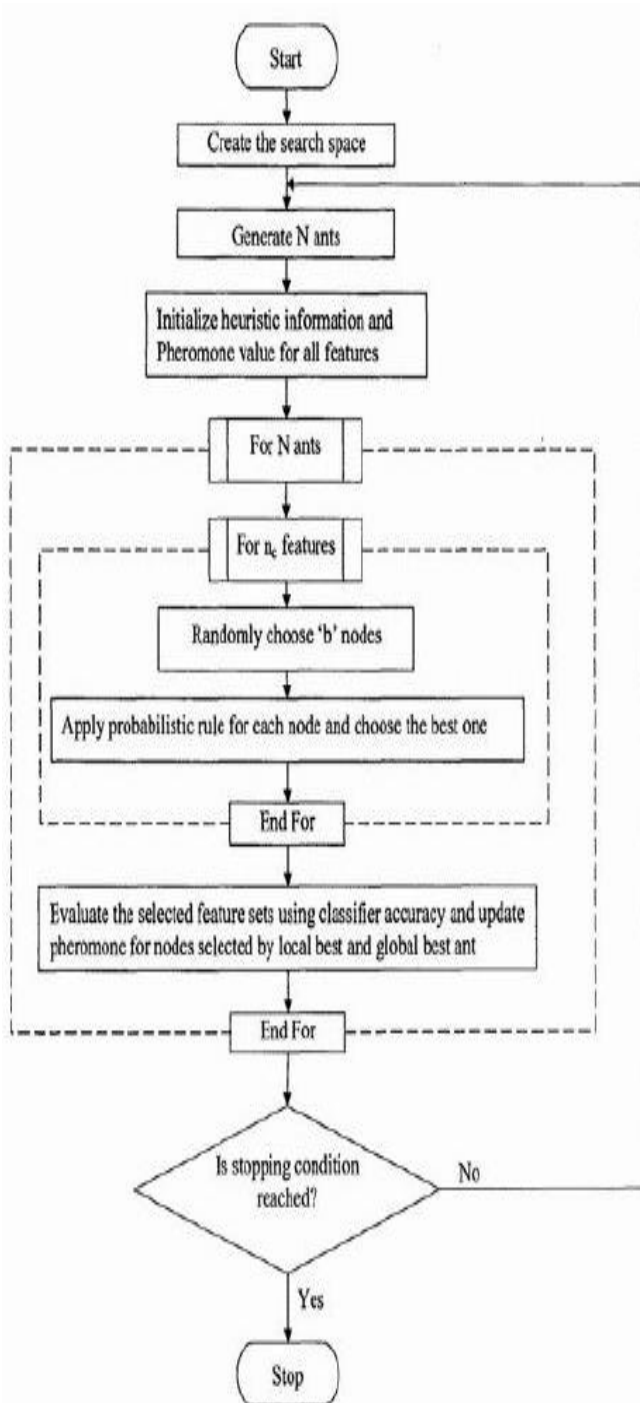 Start
Create the search space
Generate N ants
Initialize heuristic information and
Pheromone value for all features
For N ants
For nc features
Randomly choose ‘b’ nodes
Apply probabilistic rule for each node and choose the best one
End For
Evaluate the selected feature sets using classifier accuracy and update
pheromone for nodes selected by local best and global best ant
End For
Is stopping condition
reached?
No
Yes
Stop